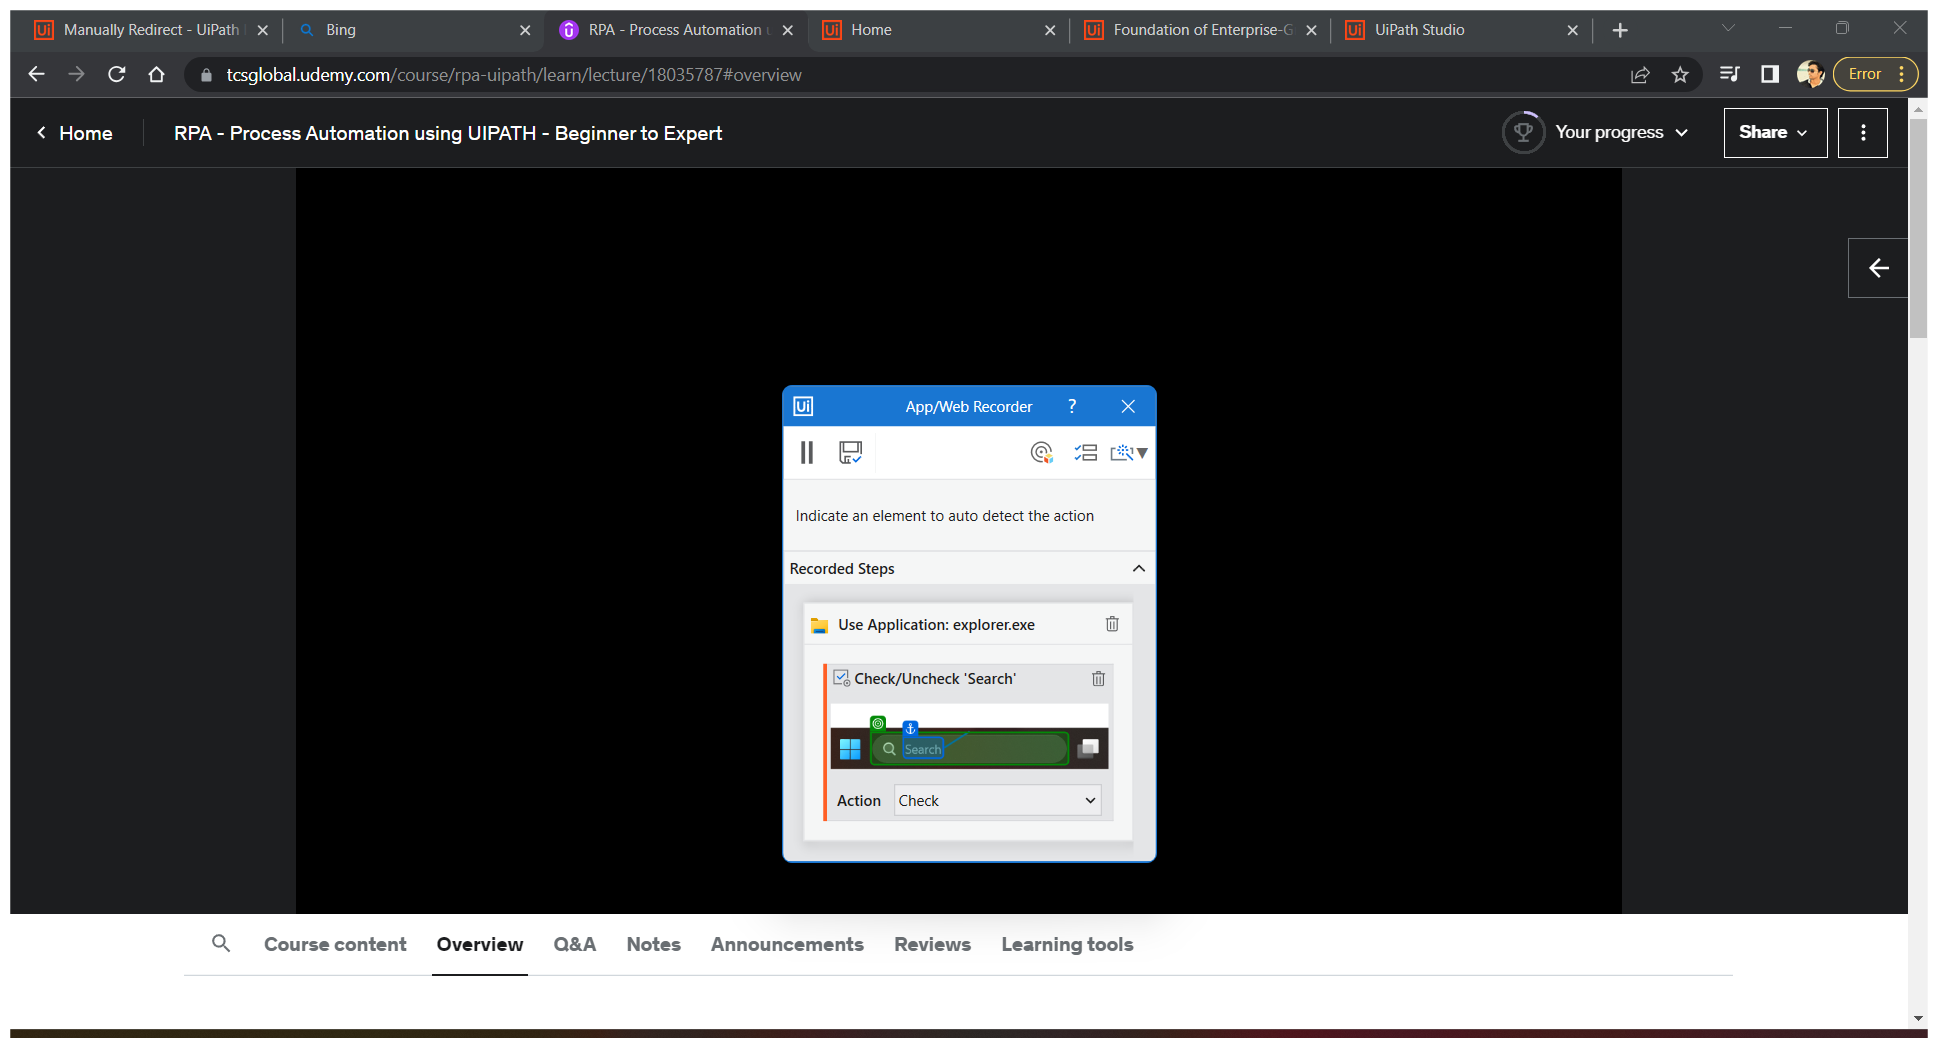 Manually Redirect - UiPath
Bing
RPA - Process Automation u
Home
Foundation of Enterprise-G
UiPath Studio
tcsglobal.udemy.com/course/rpa-uipath/learn/lecture/18035787#overview
Error
Home
RPA - Process Automation using UIPATH - Beginner to Expert
Your progress
Share
Ui
App/Web Recorder
?
Indicate an element to auto detect the action
Recorded Steps
Use Application: explorer.exe
Check/Uncheck 'Search'
Search
Action
Check
Course content
Overview
Q&A
Notes
Announcements
Reviews
Learning tools